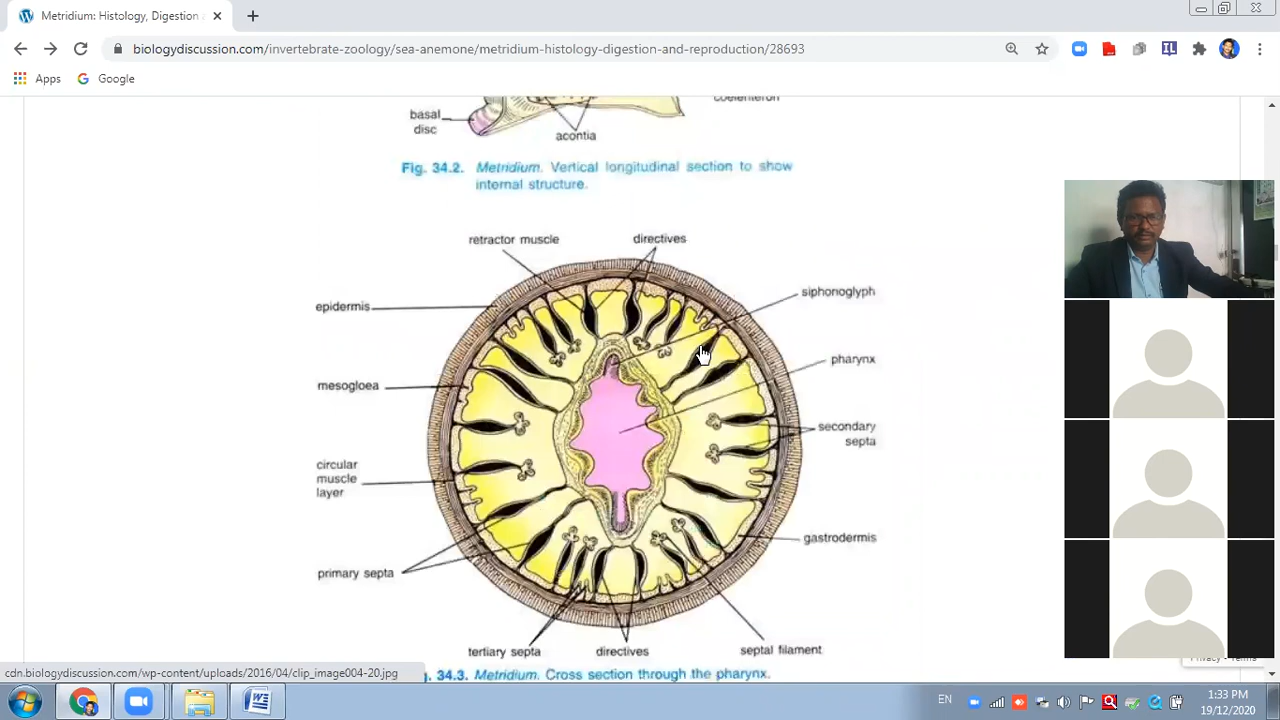 Metridium: Histology, Digestion a
biologydiscussion.com/invertebrate-zoology/sea-anemone/metridium-histology-digestion-and-reproduction/28693
Apps
Google
basal
disc
acontia
coelenteron
Fig. 34.2. Metridium. Vertical longitudinal section to show
internal structure.
retractor muscle
directives
siphonoglyph
epidermis
pharynx
mesogloea
secondary
septa
circular
muscle
layer
gastrodermis
primary septa
tertiary septa
directives
septal filament
. 34.3. Metridium. Cross section through the pharynx.
Privacy - Terms
cdn.biologydiscussion.com/wp-content/uploads/2016/04/clip_image004-20.jpg
EN
1:33 PM
19/12/2020